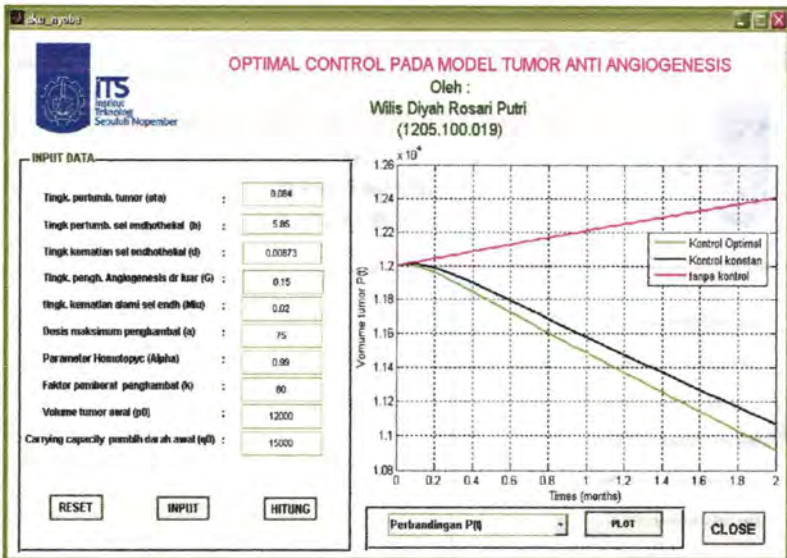 aku_nyoba
iTS
Institut
Teknologi
Sepuluh Nopember
OPTIMAL CONTROL PADA MODEL TUMOR ANTI ANGIOGENESIS
Oleh :
Wilis Diyah Rosari Putri
(1205.100.019)
INPUT DATA
Tingk. pertumb. tumor (eta) : 0.084
Tingk pertumb. sel endhothekal (b) : 5.85
Tingk kematian sel endhothekal (d) : 0.00873
Tingk. pengh. Angiogenesis dr luar (G) : 0.15
tingk. kematian alami sel endh (Miu) : 0.02
Dosis maksimum penghambat (a) : 75
Parameter Homotopyc (Alpha) : 0.99
Faktor pemberat penghambat (k) : 80
Volume tumor awal (p0) : 12000
Carrying capacity pembuluh darah awal (q0) : 15000
RESET INPUT HITUNG
x 10^4
1.26
1.24
1.22
1.2
1.18
1.16
1.14
1.12
1.1
1.08
Vomume tumor P(t)
Kontrol Optimal
Kontrol konstan
tanpa kontrol
0 0.2 0.4 0.6 0.8 1 1.2 1.4 1.6 1.8 2
Times (months)
Perbandingan P(t) PLOT CLOSE